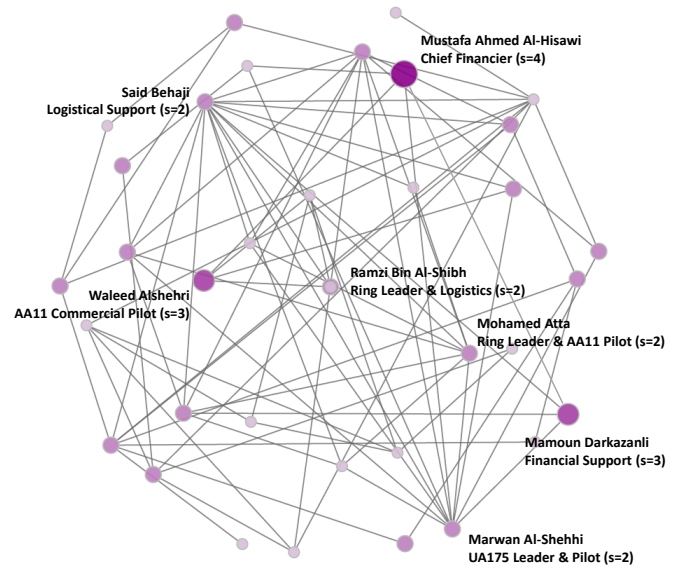 Mustafa Ahmed Al-Hisawi
Chief Financier (s=4)
Said Behaji
Logistical Support (s=2)
Ramzi Bin Al-Shibh
Ring Leader & Logistics (s=2)
Waleed Alshehri
AA11 Commercial Pilot (s=3)
Mohamed Atta
Ring Leader & AA11 Pilot (s=2)
Mamoun Darkazanli
Financial Support (s=3)
Marwan Al-Shehhi
UA175 Leader & Pilot (s=2)